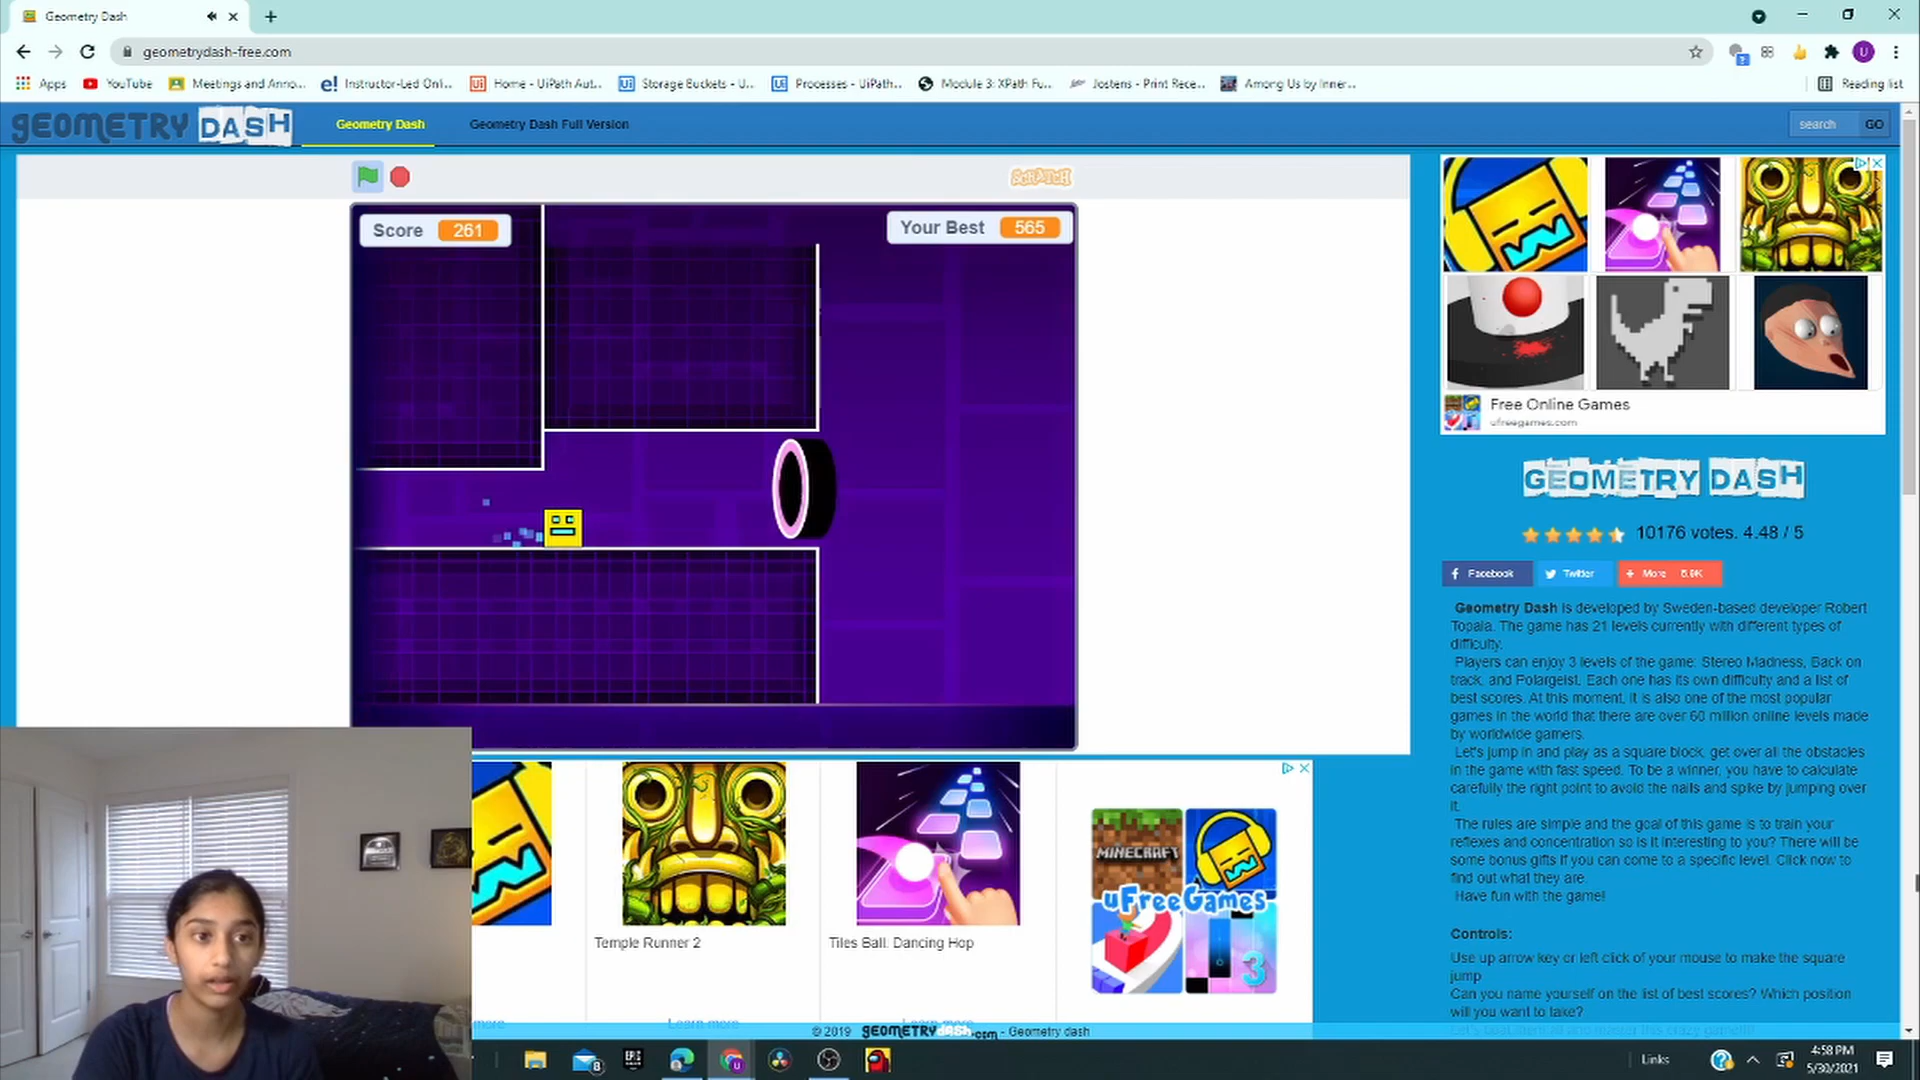 Geometry Dash
geometrydash-free.com
Apps
YouTube
Meetings and Anno...
Instructor-Led Onl...
Home - UiPath Aut...
Storage Buckets - U...
Processes - UiPath...
Module 3: XPath Fu...
Jostens - Print Rece...
Among Us by Inner...
Reading list
GEOMETRY DASH
Geometry Dash
Geometry Dash Full Version
search
GO
SCRATCH
Score 261
Your Best 565
Free Online Games
ufreegames.com
GEOMETRY DASH
10176 votes. 4.48 / 5
Facebook
Twitter
More
Geometry Dash is developed by Sweden-based developer Robert
Topala. The game has 21 levels currently with different types of
difficulty.
Players can enjoy 3 levels of the game: Stereo Madness, Back on
track, and Polargeist. Each one has its own difficulty and a list of
best scores. At this moment, it is also one of the most popular
games in the world that there are over 60 million online levels made
by worldwide gamers.
Let's jump in and play as a square block, get over all the obstacles
in the game with fast speed. To be a winner, you have to calculate
carefully the right point to avoid the nails and spike by jumping over
it.
The rules are simple and the goal of this game is to train your
reflexes and concentration so is it interesting to you? There will be
some bonus gifts if you can come to a specific level. Click now to
find out what they are.
Have fun with the game!
Controls:
Use up arrow key or left click of your mouse to make the square
jump
Can you name yourself on the list of best scores? Which position
will you want to take?
Temple Runner 2
Tiles Ball. Dancing Hop
MINECRAFT
uFreeGames
3
Learn more
Learn more
© 2019 GEOMETRY DASH.com - Geometry dash
EPIC
Links
4:58 PM
5/30/2021